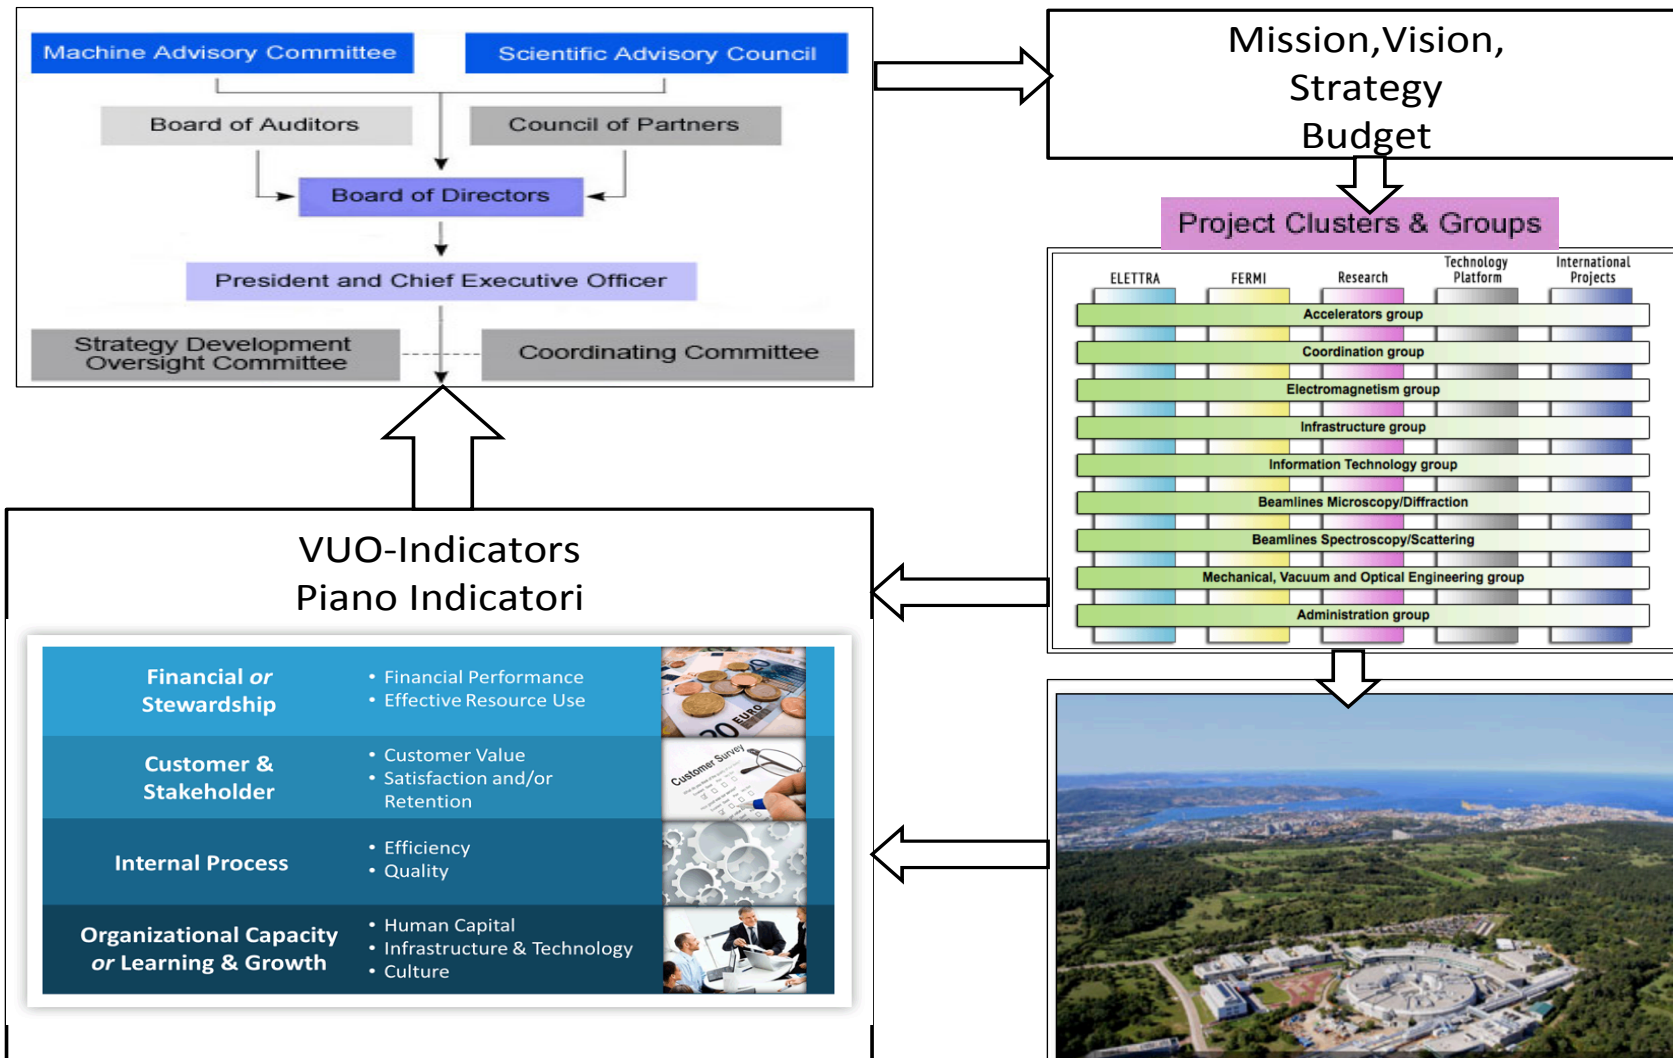 Machine Advisory Committee
Scientific Advisory Council
Board of Auditors
Council of Partners
Board of Directors
President and Chief Executive Officer
Strategy Development
Oversight Committee
Coordinating Committee
Mission,Vision,
Strategy
Budget
Project Clusters & Groups
ELETTRA
FERMI
Research
Technology
Platform
International
Projects
Accelerators group
Coordination group
Electromagnetism group
Infrastructure group
Information Technology group
Beamlines Microscopy/Diffraction
Beamlines Spectroscopy/Scattering
Mechanical, Vacuum and Optical Engineering group
Administration group
VUO-Indicators
Piano Indicatori
Financial or
Stewardship
• Financial Performance
• Effective Resource Use
20 EURO
20
Customer &
Stakeholder
• Customer Value
• Satisfaction and/or
Retention
Customer Survey
Internal Process
• Efficiency
• Quality
Organizational Capacity
or Learning & Growth
• Human Capital
• Infrastructure & Technology
• Culture